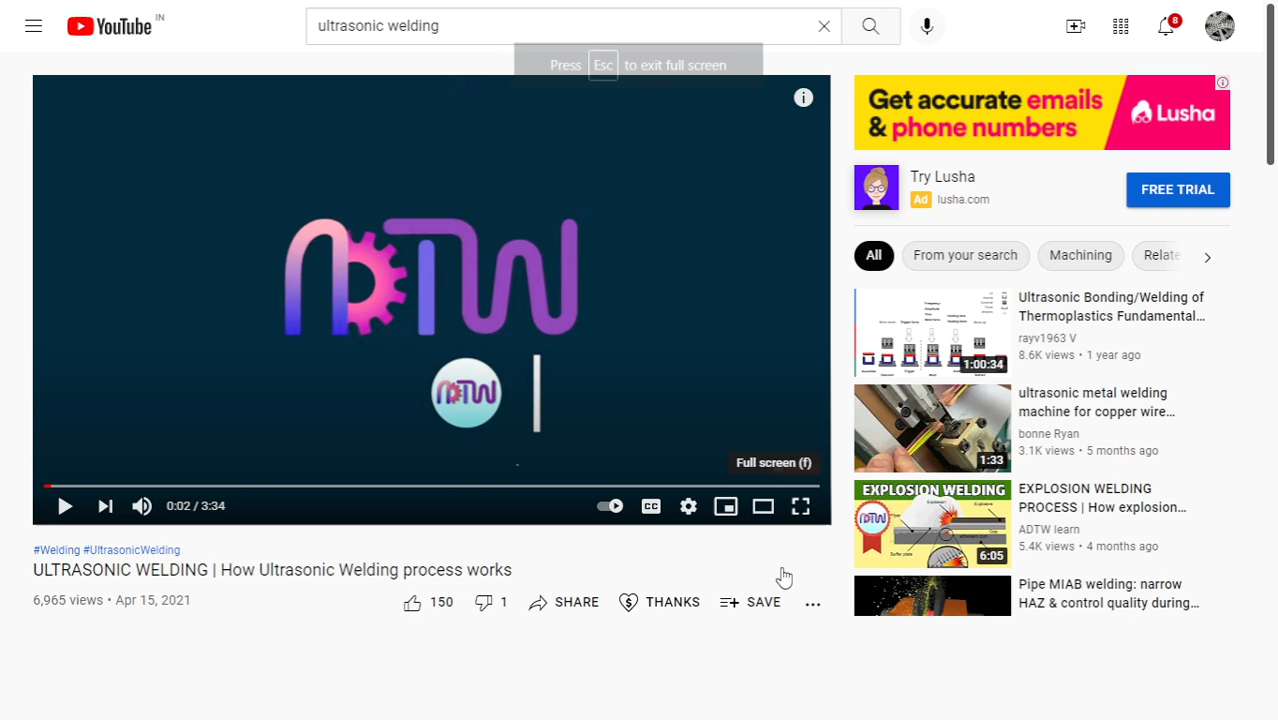 YouTube IN
ultrasonic welding
8
Press Esc to exit full screen
ADTW
ADTW
Full screen (f)
0:02 / 3:34
CC
#Welding #UltrasonicWelding
ULTRASONIC WELDING | How Ultrasonic Welding process works
6,965 views • Apr 15, 2021
150
1
SHARE
THANKS
SAVE
Get accurate emails
& phone numbers
Lusha
Try Lusha
Ad lusha.com
FREE TRIAL
All
From your search
Machining
Relate
Ultrasonic Bonding/Welding of
Thermoplastics Fundamental...
rayv1963 V
8.6K views • 1 year ago
1:00:34
ultrasonic metal welding
machine for copper wire...
bonne Ryan
3.1K views • 5 months ago
1:33
EXPLOSION WELDING
ADTW
6:05
EXPLOSION WELDING
PROCESS | How explosion...
ADTW learn
5.4K views • 4 months ago
Pipe MIAB welding: narrow
HAZ & control quality during...